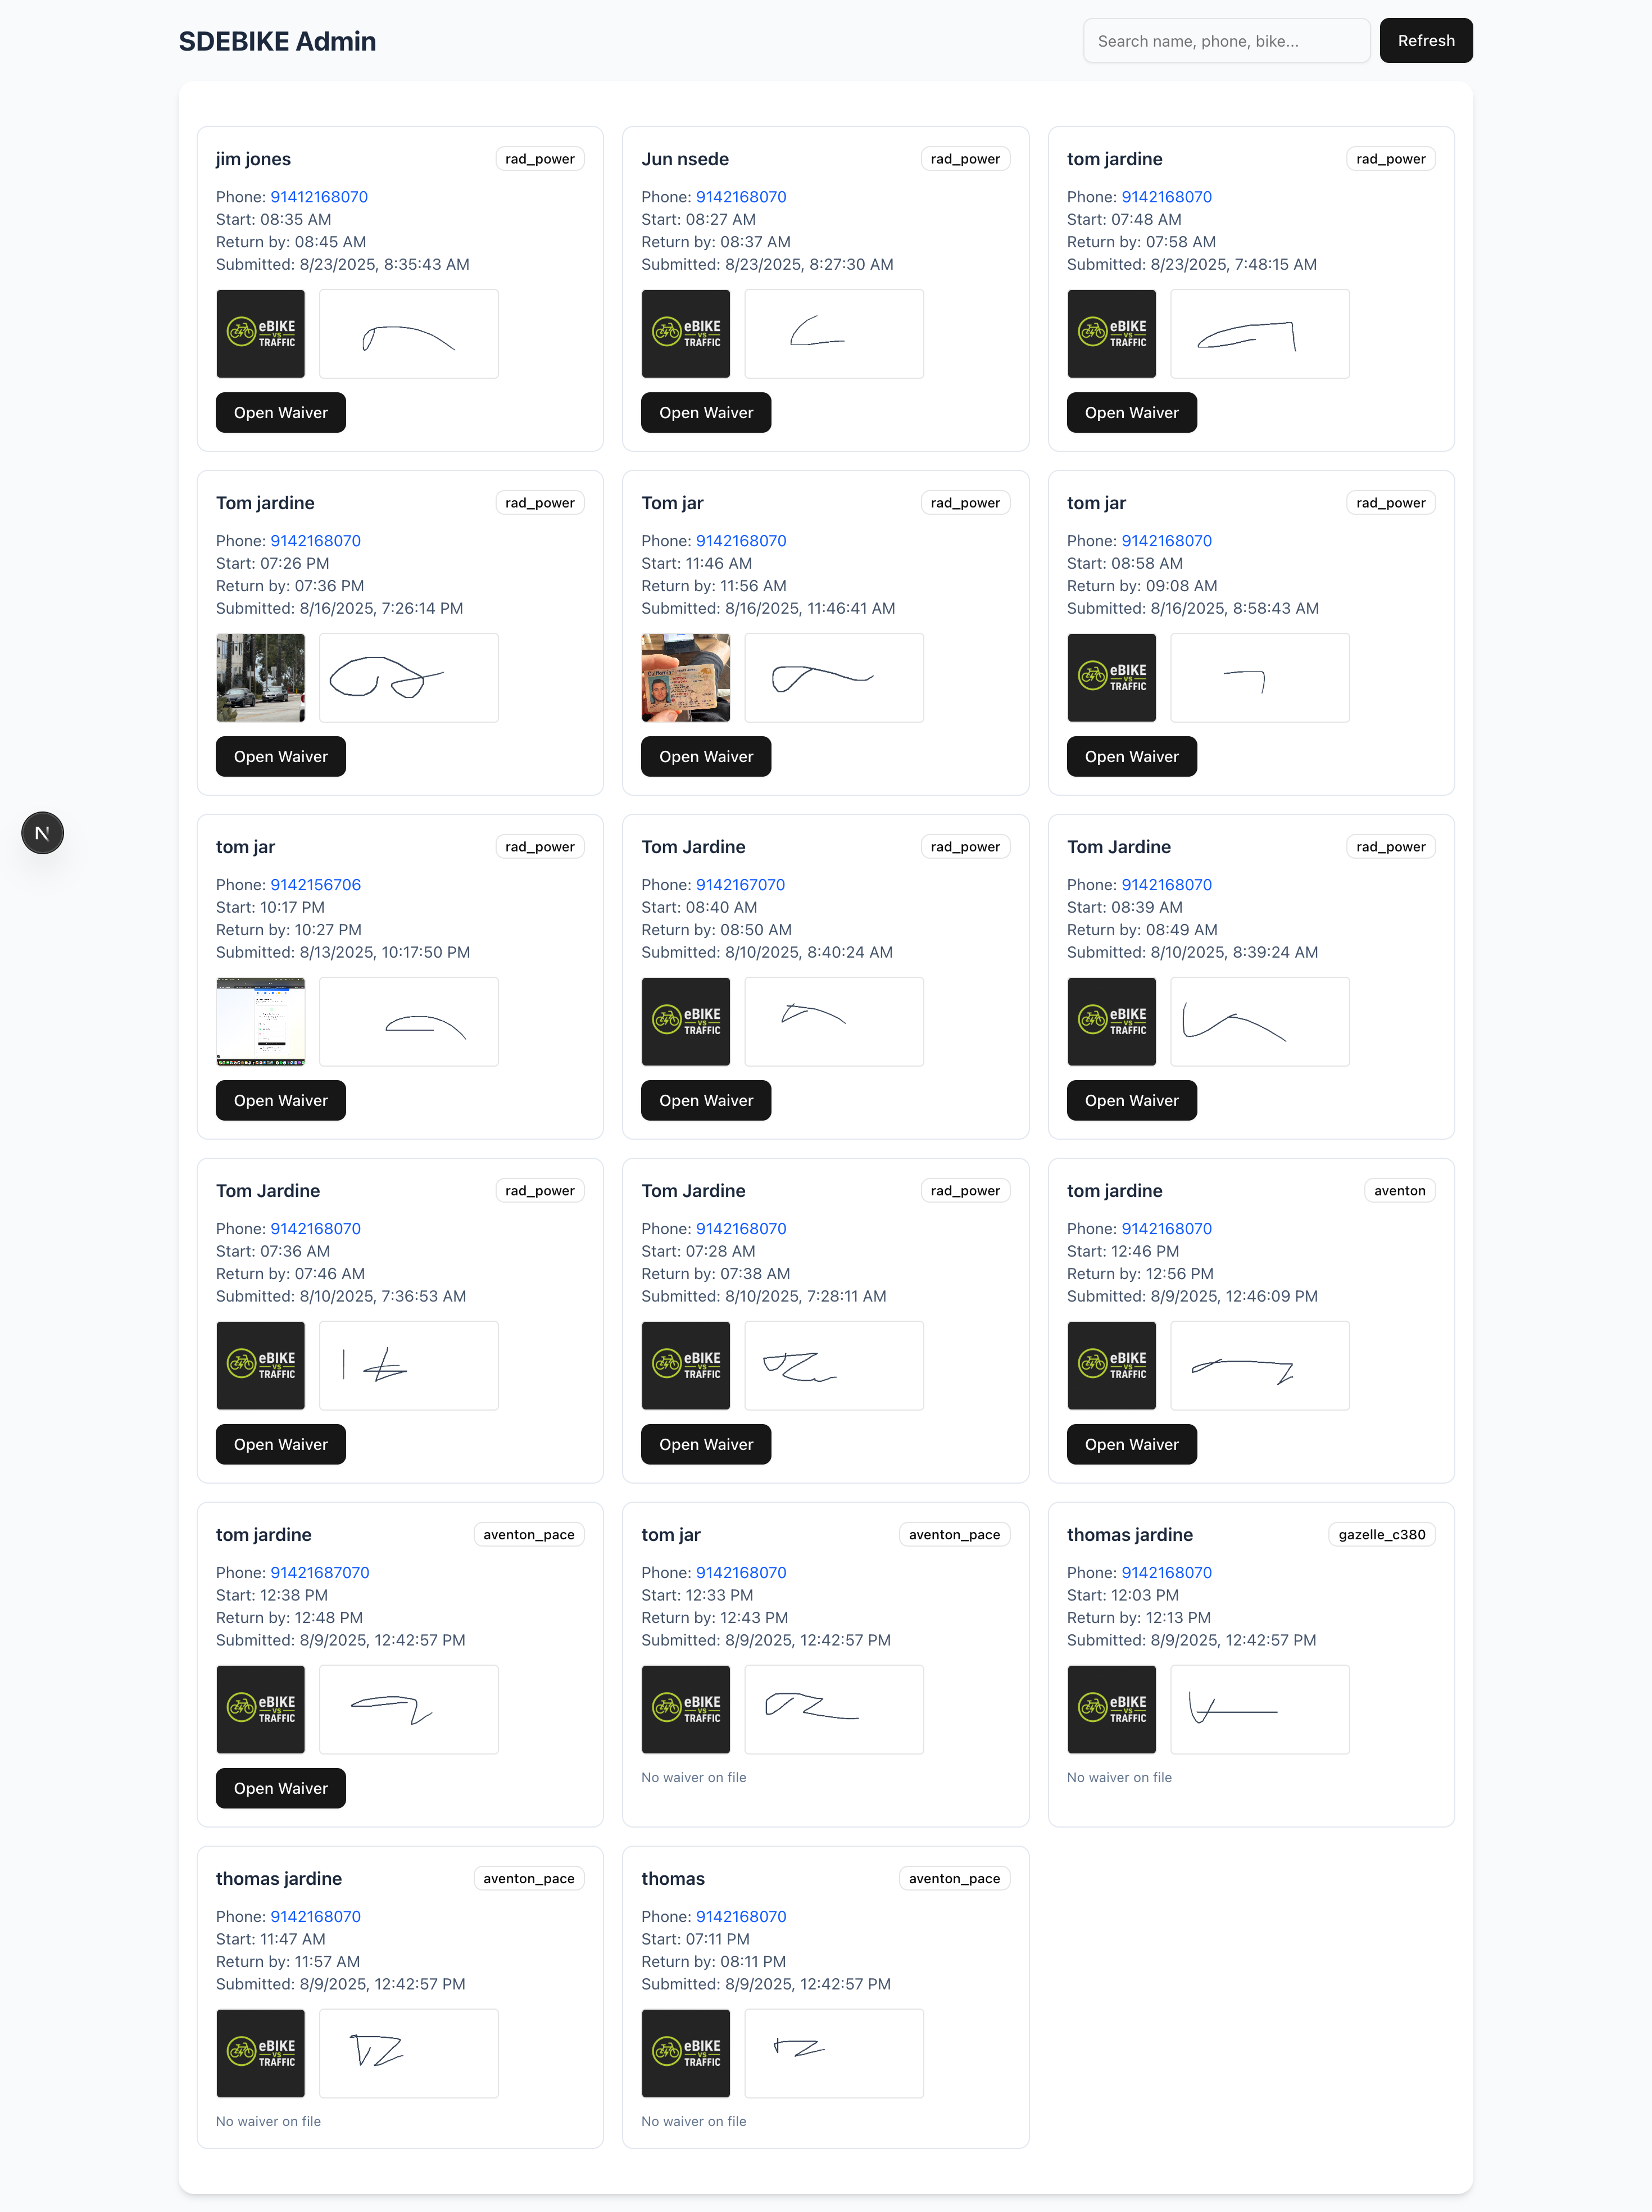 SDEBIKE Admin
Search name, phone, bike...
Refresh
jim jones
rad_power
Phone: 91412168070
Start: 08:35 AM
Return by: 08:45 AM
Submitted: 8/23/2025, 8:35:43 AM
eBIKE
VS
TRAFFIC
Open Waiver
Jun nsede
rad_power
Phone: 9142168070
Start: 08:27 AM
Return by: 08:37 AM
Submitted: 8/23/2025, 8:27:30 AM
eBIKE
VS
TRAFFIC
Open Waiver
tom jardine
rad_power
Phone: 9142168070
Start: 07:48 AM
Return by: 07:58 AM
Submitted: 8/23/2025, 7:48:15 AM
eBIKE
VS
TRAFFIC
Open Waiver
Tom jardine
rad_power
Phone: 9142168070
Start: 07:26 PM
Return by: 07:36 PM
Submitted: 8/16/2025, 7:26:14 PM
Open Waiver
Tom jar
rad_power
Phone: 9142168070
Start: 11:46 AM
Return by: 11:56 AM
Submitted: 8/16/2025, 11:46:41 AM
Open Waiver
tom jar
rad_power
Phone: 9142168070
Start: 08:58 AM
Return by: 09:08 AM
Submitted: 8/16/2025, 8:58:43 AM
eBIKE
VS
TRAFFIC
Open Waiver
N
tom jar
rad_power
Phone: 9142156706
Start: 10:17 PM
Return by: 10:27 PM
Submitted: 8/13/2025, 10:17:50 PM
Open Waiver
Tom Jardine
rad_power
Phone: 9142167070
Start: 08:40 AM
Return by: 08:50 AM
Submitted: 8/10/2025, 8:40:24 AM
eBIKE
VS
TRAFFIC
Open Waiver
Tom Jardine
rad_power
Phone: 9142168070
Start: 08:39 AM
Return by: 08:49 AM
Submitted: 8/10/2025, 8:39:24 AM
eBIKE
VS
TRAFFIC
Open Waiver
Tom Jardine
rad_power
Phone: 9142168070
Start: 07:36 AM
Return by: 07:46 AM
Submitted: 8/10/2025, 7:36:53 AM
eBIKE
VS
TRAFFIC
Open Waiver
Tom Jardine
rad_power
Phone: 9142168070
Start: 07:28 AM
Return by: 07:38 AM
Submitted: 8/10/2025, 7:28:11 AM
eBIKE
VS
TRAFFIC
Open Waiver
tom jardine
aventon
Phone: 9142168070
Start: 12:46 PM
Return by: 12:56 PM
Submitted: 8/9/2025, 12:46:09 PM
eBIKE
VS
TRAFFIC
Open Waiver
tom jardine
aventon_pace
Phone: 91421687070
Start: 12:38 PM
Return by: 12:48 PM
Submitted: 8/9/2025, 12:42:57 PM
eBIKE
VS
TRAFFIC
Open Waiver
tom jar
aventon_pace
Phone: 9142168070
Start: 12:33 PM
Return by: 12:43 PM
Submitted: 8/9/2025, 12:42:57 PM
eBIKE
VS
TRAFFIC
No waiver on file
thomas jardine
gazelle_c380
Phone: 9142168070
Start: 12:03 PM
Return by: 12:13 PM
Submitted: 8/9/2025, 12:42:57 PM
eBIKE
VS
TRAFFIC
No waiver on file
thomas jardine
aventon_pace
Phone: 9142168070
Start: 11:47 AM
Return by: 11:57 AM
Submitted: 8/9/2025, 12:42:57 PM
eBIKE
VS
TRAFFIC
No waiver on file
thomas
aventon_pace
Phone: 9142168070
Start: 07:11 PM
Return by: 08:11 PM
Submitted: 8/9/2025, 12:42:57 PM
eBIKE
VS
TRAFFIC
No waiver on file